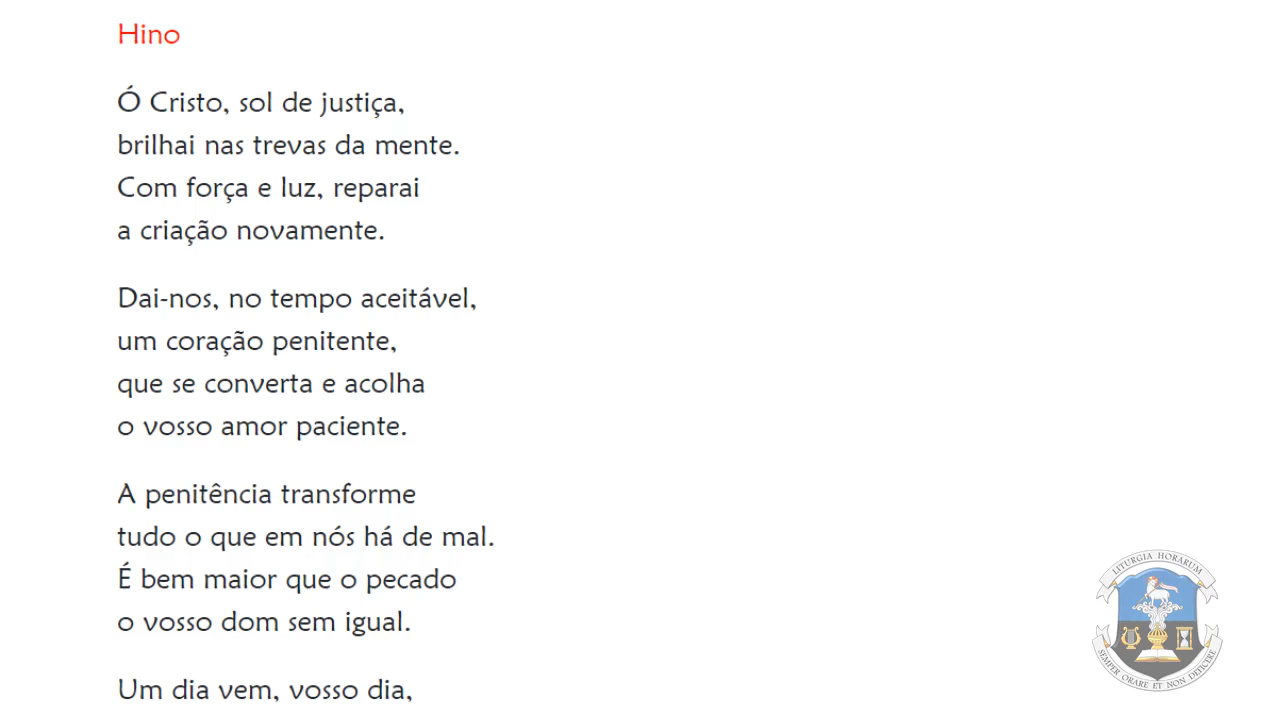 Hino
Ó Cristo, sol de justiça,
brilhai nas trevas da mente.
Com força e luz, reparai
a criação novamente.
Dai-nos, no tempo aceitável,
um coração penitente,
que se converta e acolha
o vosso amor paciente.
A penitência transforme
tudo o que em nós há de mal.
É bem maior que o pecado
o vosso dom sem igual.
Um dia vem, vosso dia,
LITURGIA HORARUM
SEMPER ORARE ET NON DEFICERE